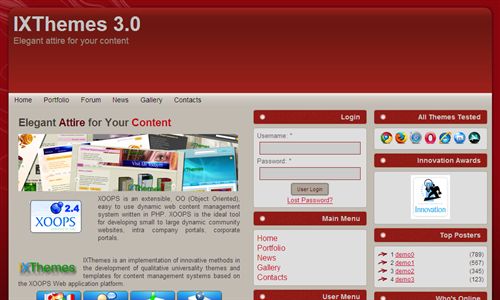 IXThemes 3.0
Elegant attire for your content
Home Portfolio Forum News Gallery Contacts
Elegant Attire for Your Content
XOOPS 2.4
XOOPS is an extensible, OO (Object Oriented),
easy to use dynamic web content management
system written in PHP. XOOPS is the ideal tool
for developing small to large dynamic community
websites, intra company portals, corporate
portals.
IXThemes
IXThemes is an implementation of innovative methods in
the development of qualitative universality themes and
templates for content management systems based on
the XOOPS Web application platform.
Login
Username: *
Password: *
User Login
Lost Password?
Main Menu
Home
Portfolio
News
Gallery
Contacts
User Menu
All Themes Tested
Innovation Awards
Innovation
Top Posters
1 demo0 (789)
2 demo1 (567)
3 demo2 (345)
4 demo3 (123)
Who's Online